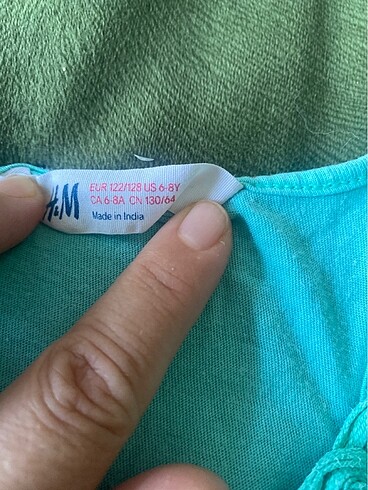 H&M
EUR 122/128 US 6-8Y
CA 6-8A CN 130/64
Made in India